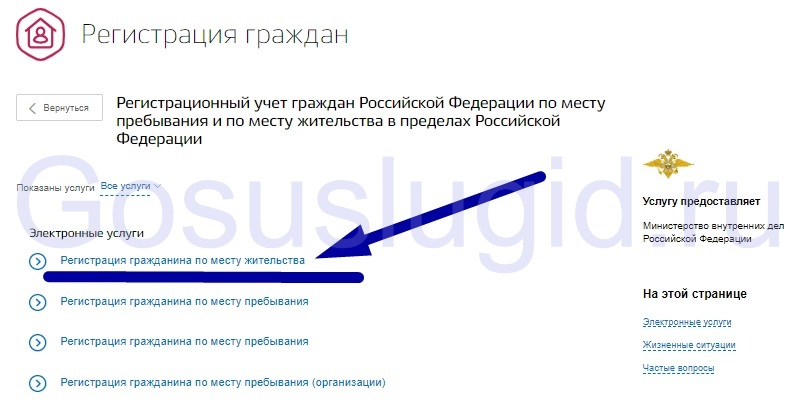 Регистрация граждан
Вернуться
Регистрационный учет граждан Российской Федерации по месту
пребывания и по месту жительства в пределах Российской
Федерации
Показаны услуги Все услуги
Gosuslugid.ru
Электронные услуги
Регистрация гражданина по месту жительства
Регистрация гражданина по месту пребывания
Регистрация гражданина по месту пребывания
Регистрация гражданина по месту пребывания (организации)
Услугу предоставляет
Министерство внутренних дел
Российской Федерации
На этой странице
Электронные услуги
Жизненные ситуации
Частые вопросы